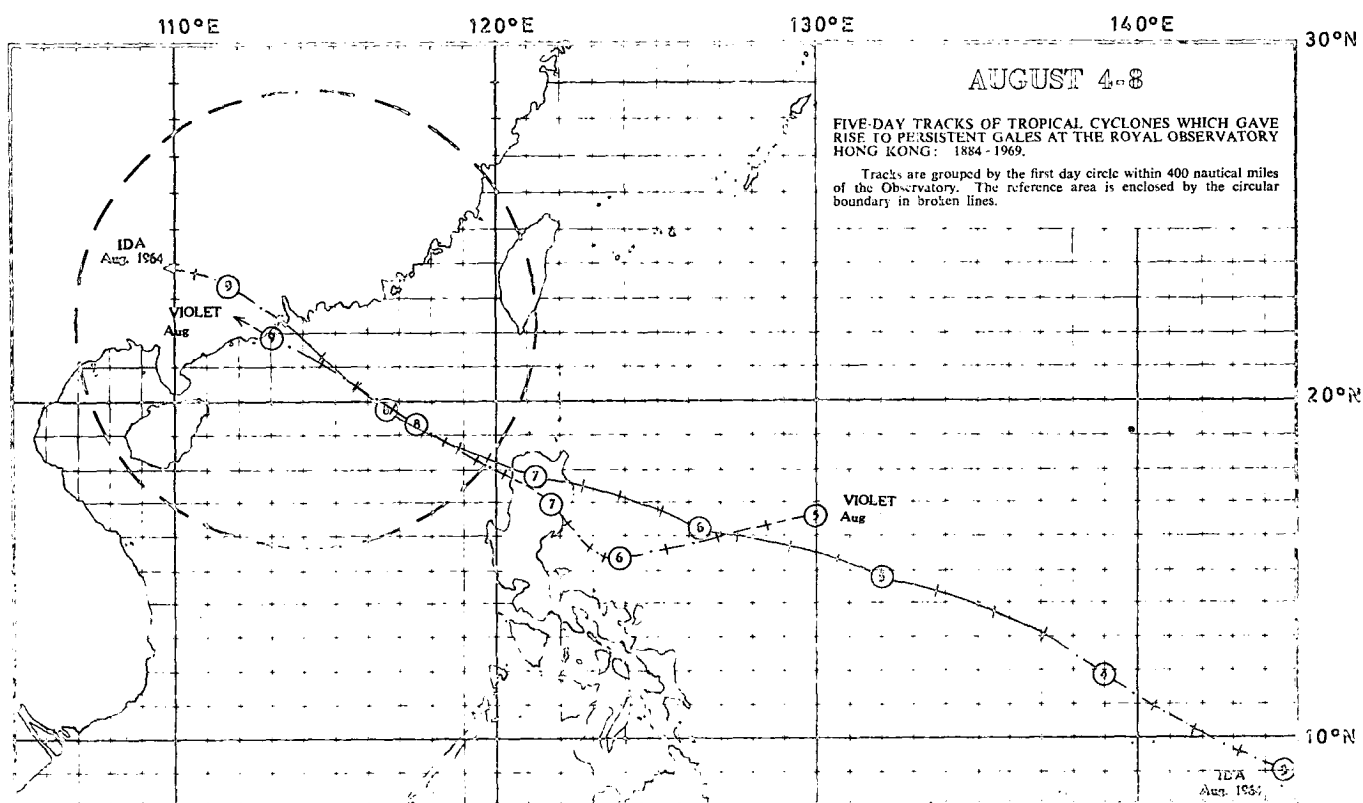 110°E 120°E 130°E 140°E
30°N
AUGUST 4-8
FIVE-DAY TRACKS OF TROPICAL CYCLONES WHICH GAVE
RISE TO PERSISTENT GALES AT THE ROYAL OBSERVATORY
HONG KONG: 1884-1969.
Tracks are grouped by the first day circle within 400 nautical miles
of the Observatory. The reference area is enclosed by the circular
boundary in broken lines.
IDA
Aug. 1964
9
VIOLET
Aug
9
20°N
8
8
7
7
VIOLET
Aug
5
6
6
5
4
10°N
3
IDA
Aug. 1964